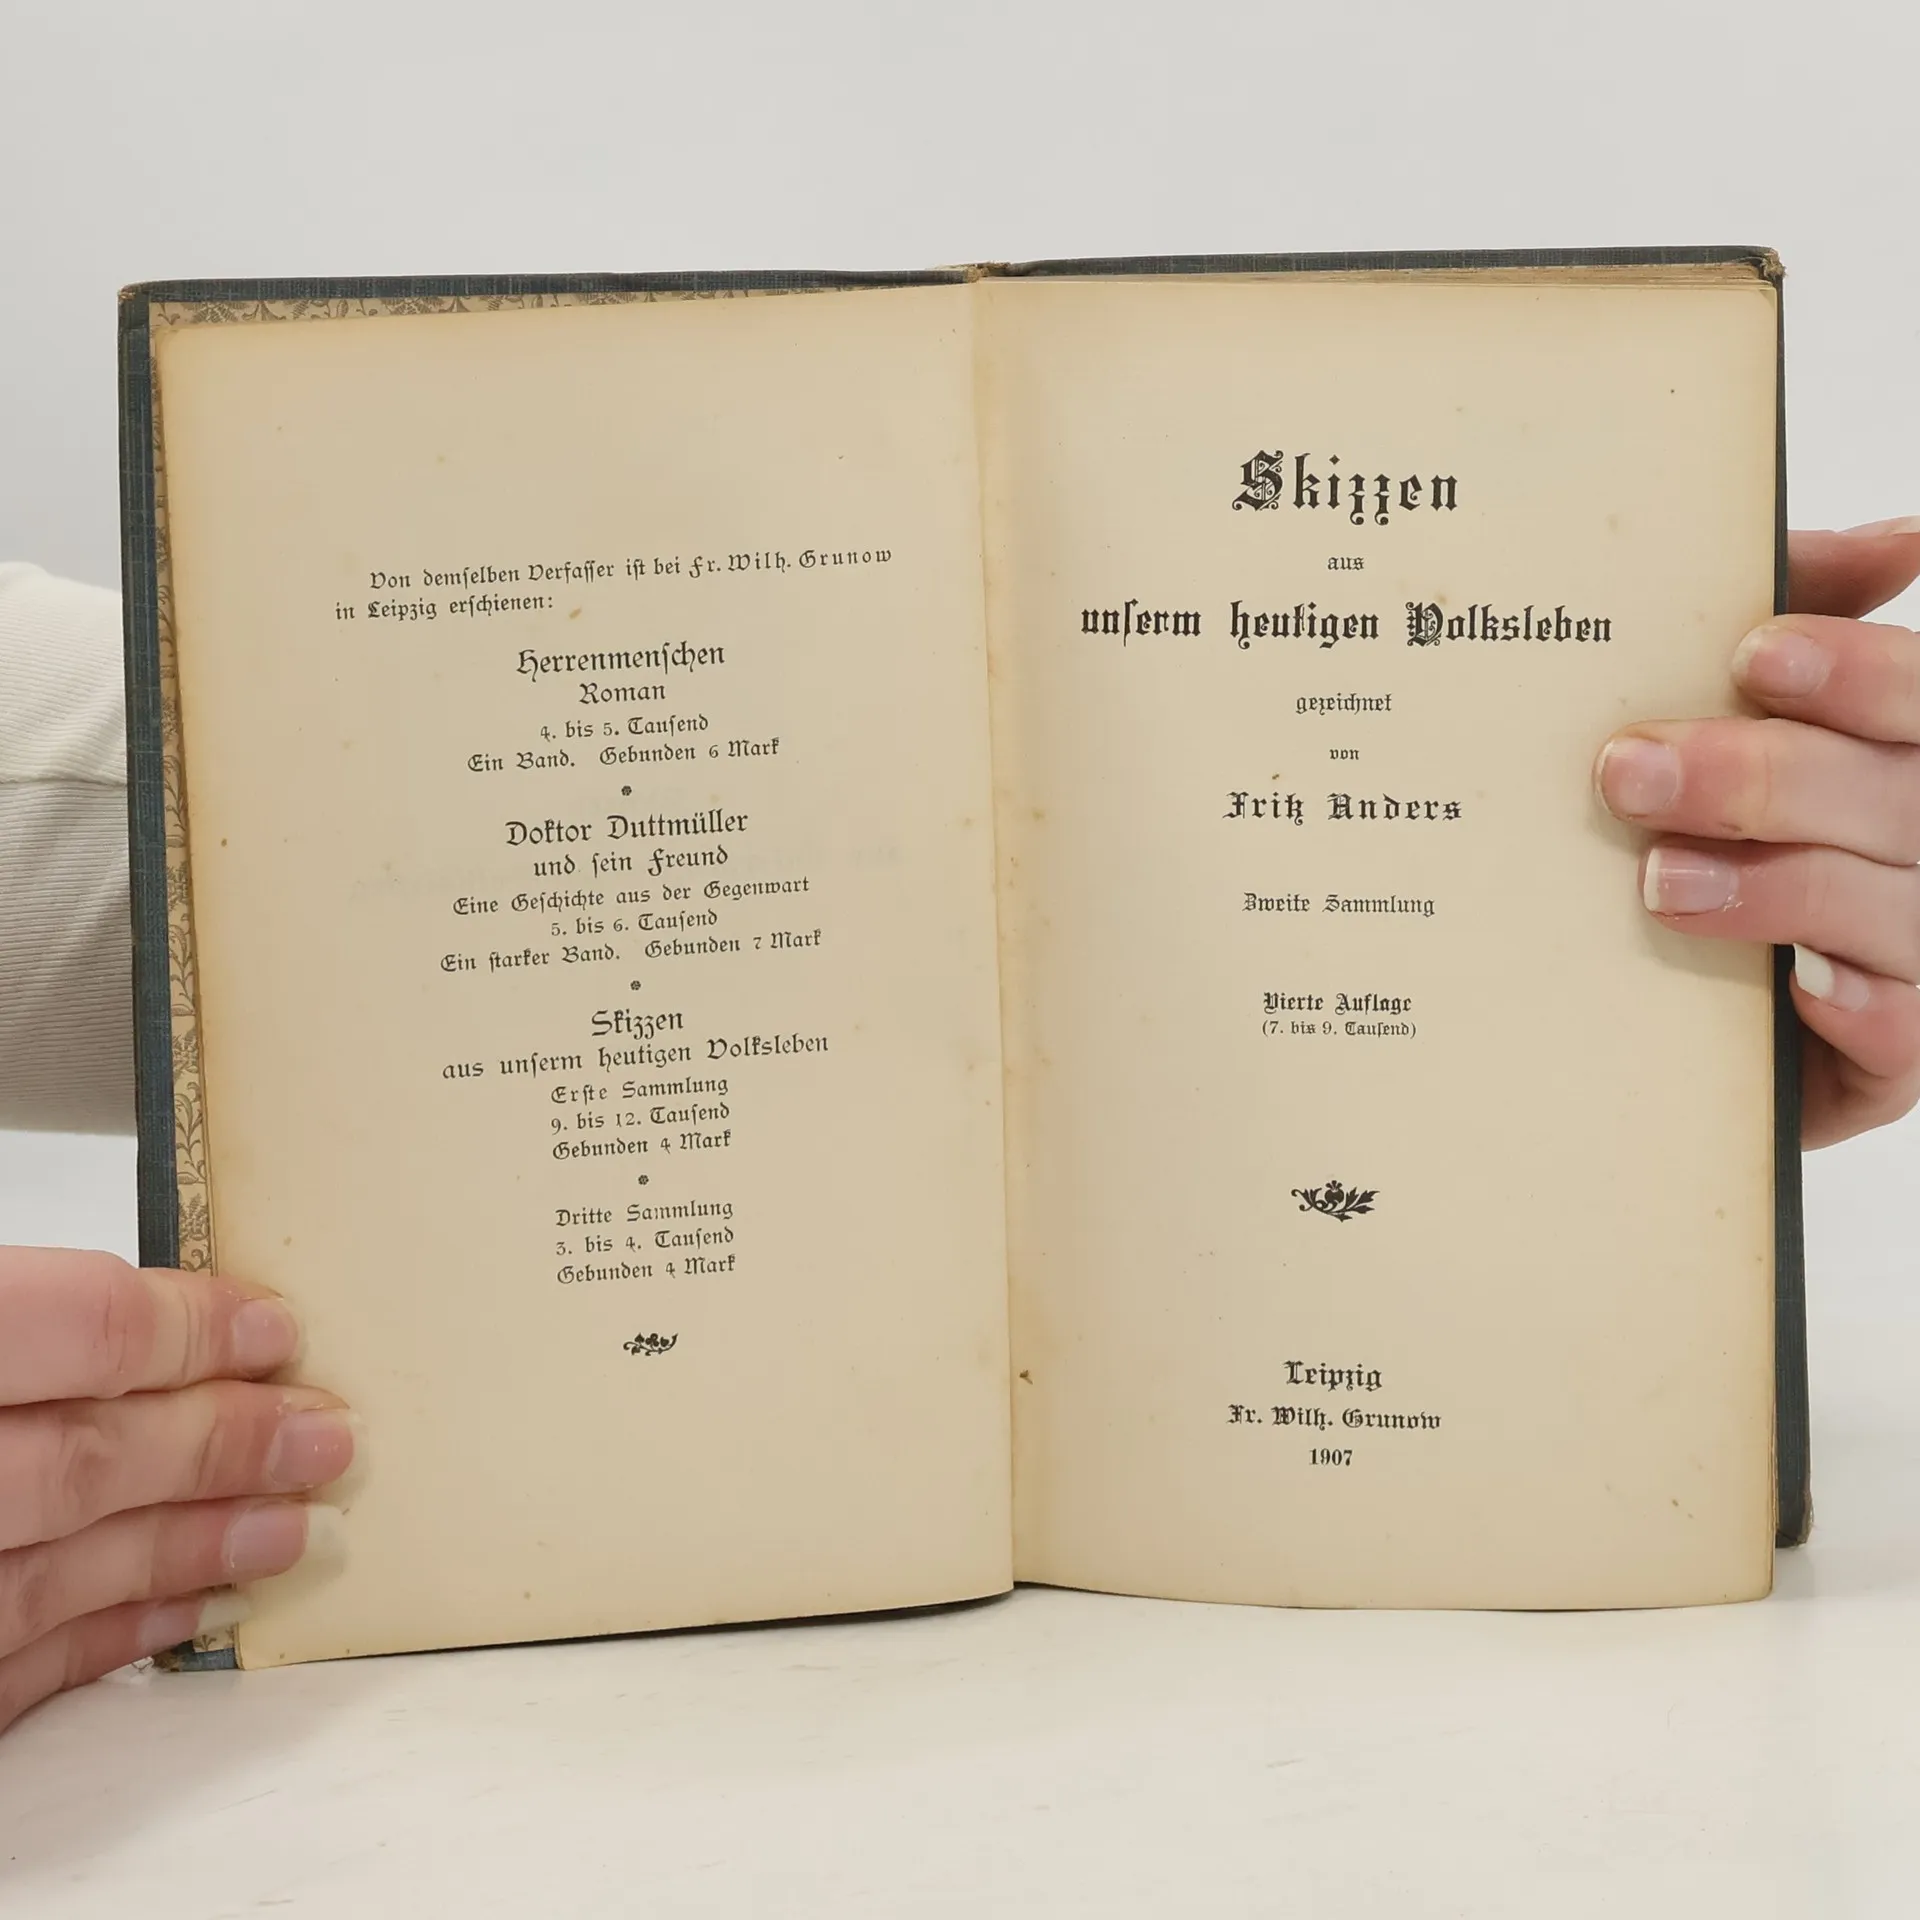 Von demſelben Verfaſſer iſt bei Fr. Wilh. Grunow
in Leipzig erſchienen:
Herrenmenſchen
Roman
4. bis 5. Tauſend
Ein Band. Gebunden 6 Mark
Doktor Duttmüller
und ſein Freund
Eine Geſchichte aus der Gegenwart
5. bis 6. Tauſend
Ein ſtarker Band. Gebunden 7 Mark
Skizzen
aus unſerm heutigen Volksleben
Erſte Sammlung
9. bis 12. Tauſend
Gebunden 4 Mark
Dritte Sammlung
3. bis 4. Tauſend
Gebunden 4 Mark
Skizzen
aus
unſerm heutigen Volksleben
gezeichnet
von
Fritz Anders
Zweite Sammlung
Vierte Auflage
(7. bis 9. Tauſend)
Leipzig
Fr. Wilh. Grunow
1907